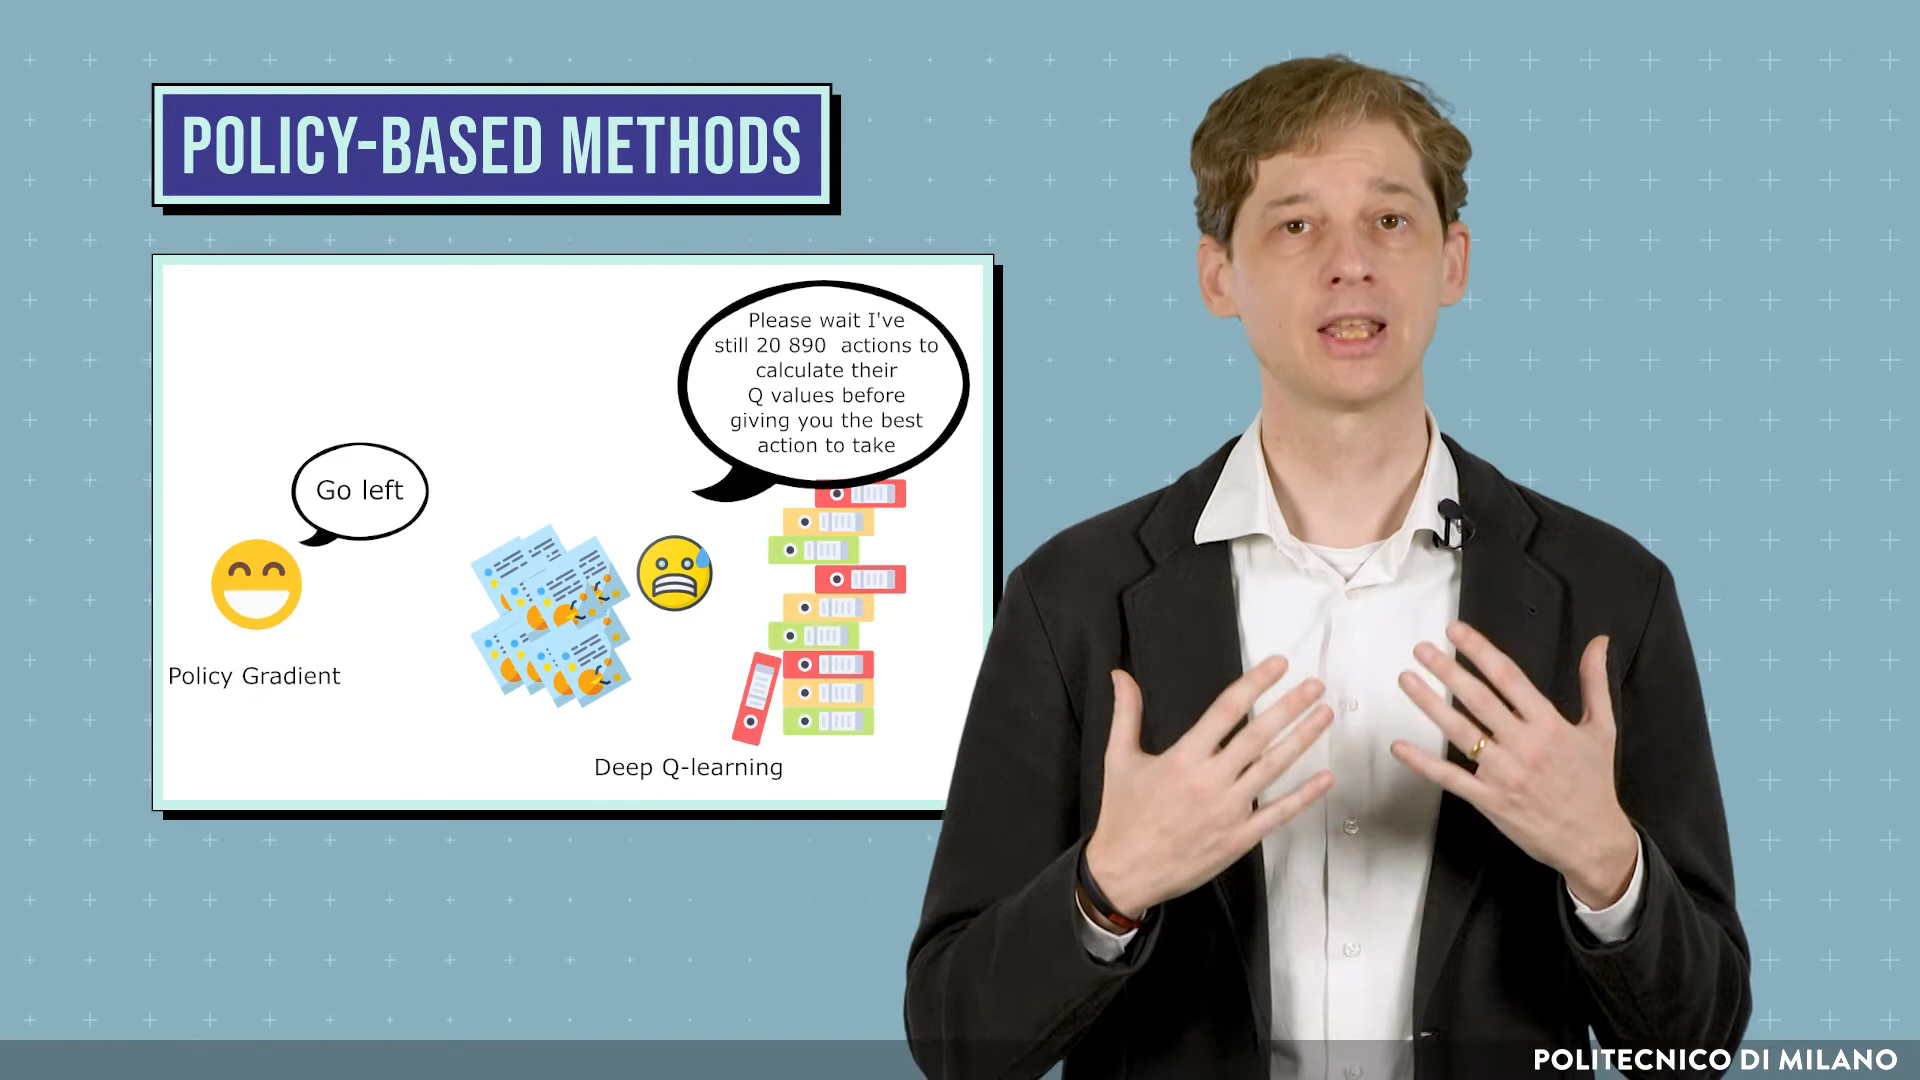 POLICY-BASED METHODS
Please wait I've
still 20 890 actions to
calculate their
Q values before
giving you the best
action to take
Go left
Policy Gradient
Deep Q-learning
POLITECNICO DI MILANO